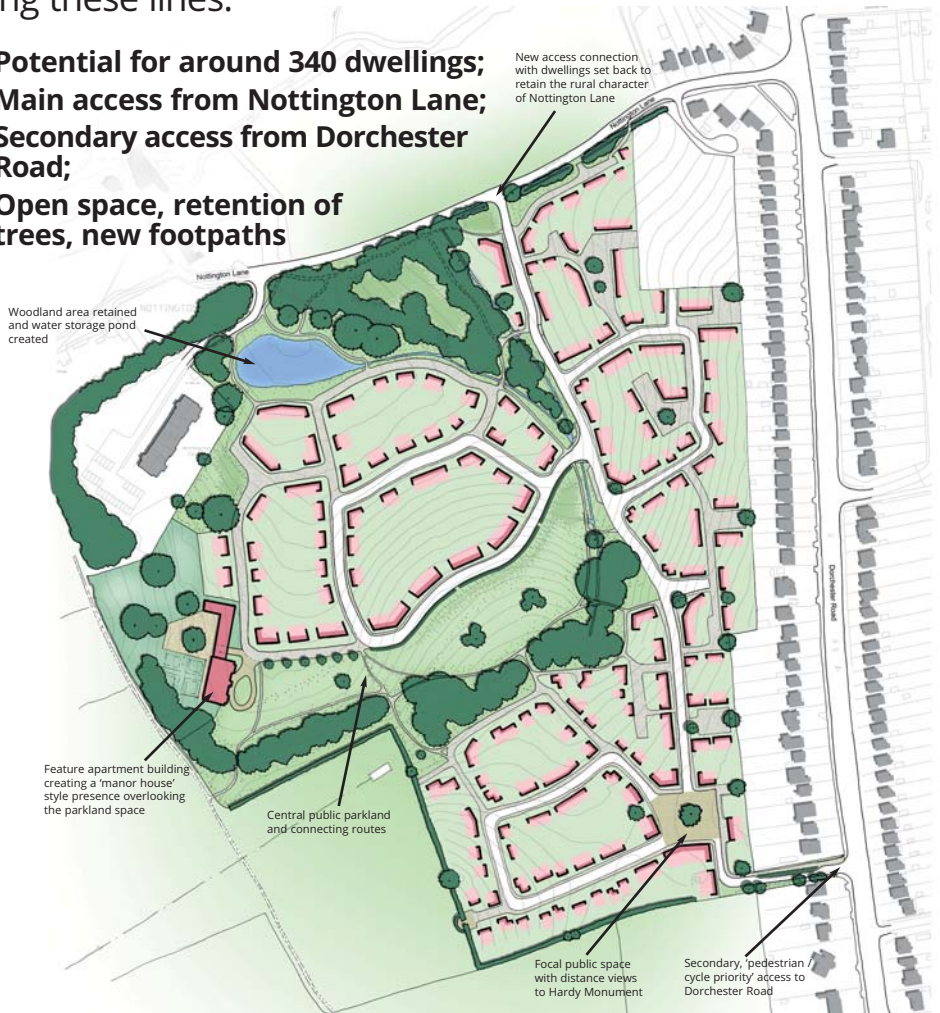 ng these lines:
Potential for around 340 dwellings;
Main access from Nottington Lane;
Secondary access from Dorchester
Road;
Open space, retention of
trees, new footpaths
New access connection
with dwellings set back to
retain the rural character
of Nottington Lane
Nottington Lane
Nottington Lane
Woodland area retained
and water storage pond
created
Dorchester Road
Feature apartment building
creating a ‘manor house’
style presence overlooking
the parkland space
Central public parkland
and connecting routes
Focal public space
with distance views
to Hardy Monument
Secondary, ‘pedestrian /
cycle priority’ access to
Dorchester Road